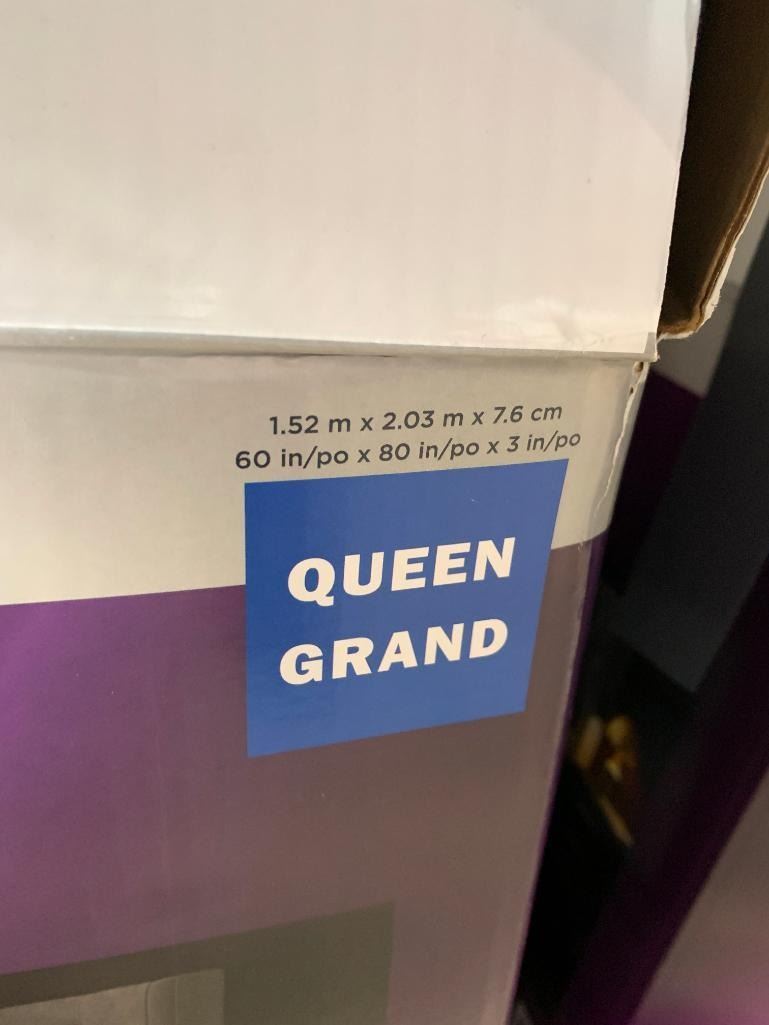 1.52 m x 2.03 m x 7.6 cm
60 in/po x 80 in/po x 3 in/po
QUEEN
GRAND